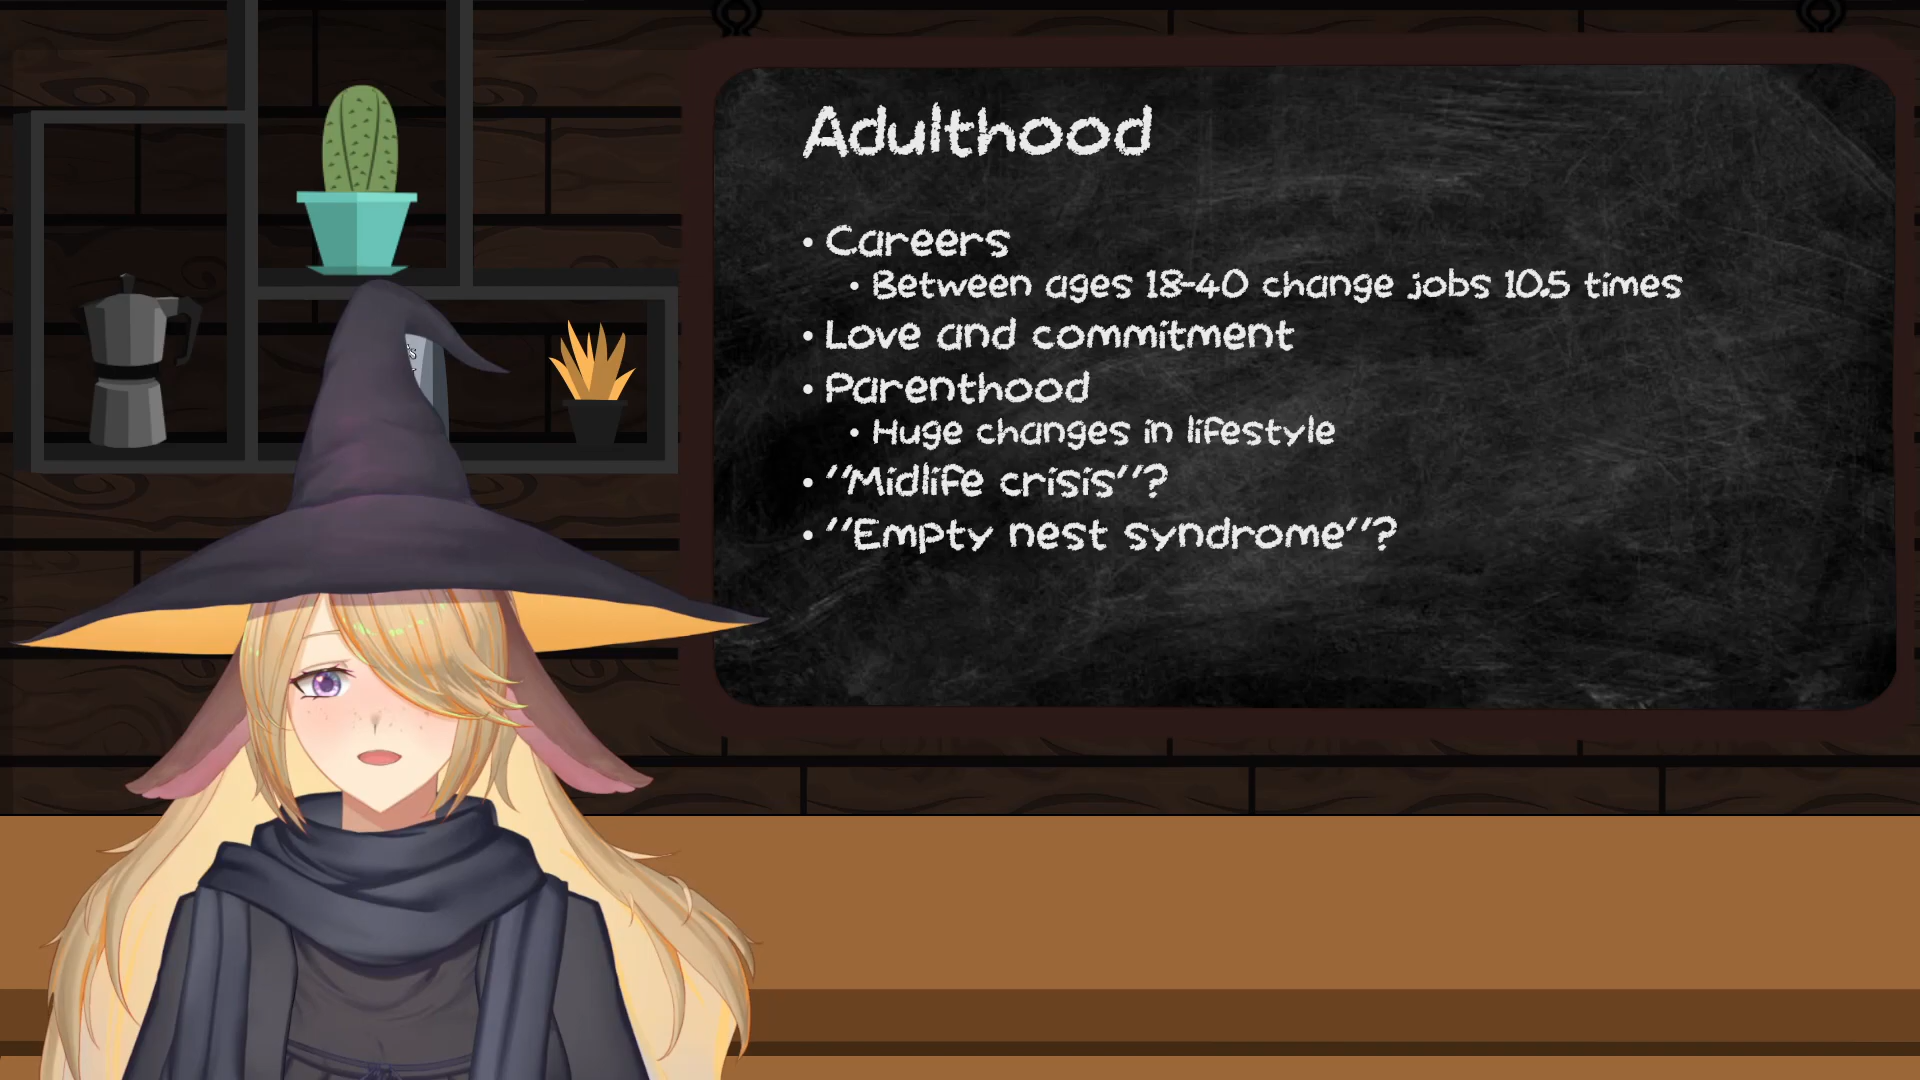 Adulthood
• Careers
• Between ages 18-40 change jobs 10.5 times
• Love and commitment
• Parenthood
• Huge changes in lifestyle
• "Midlife crisis"?
• "Empty nest syndrome"?